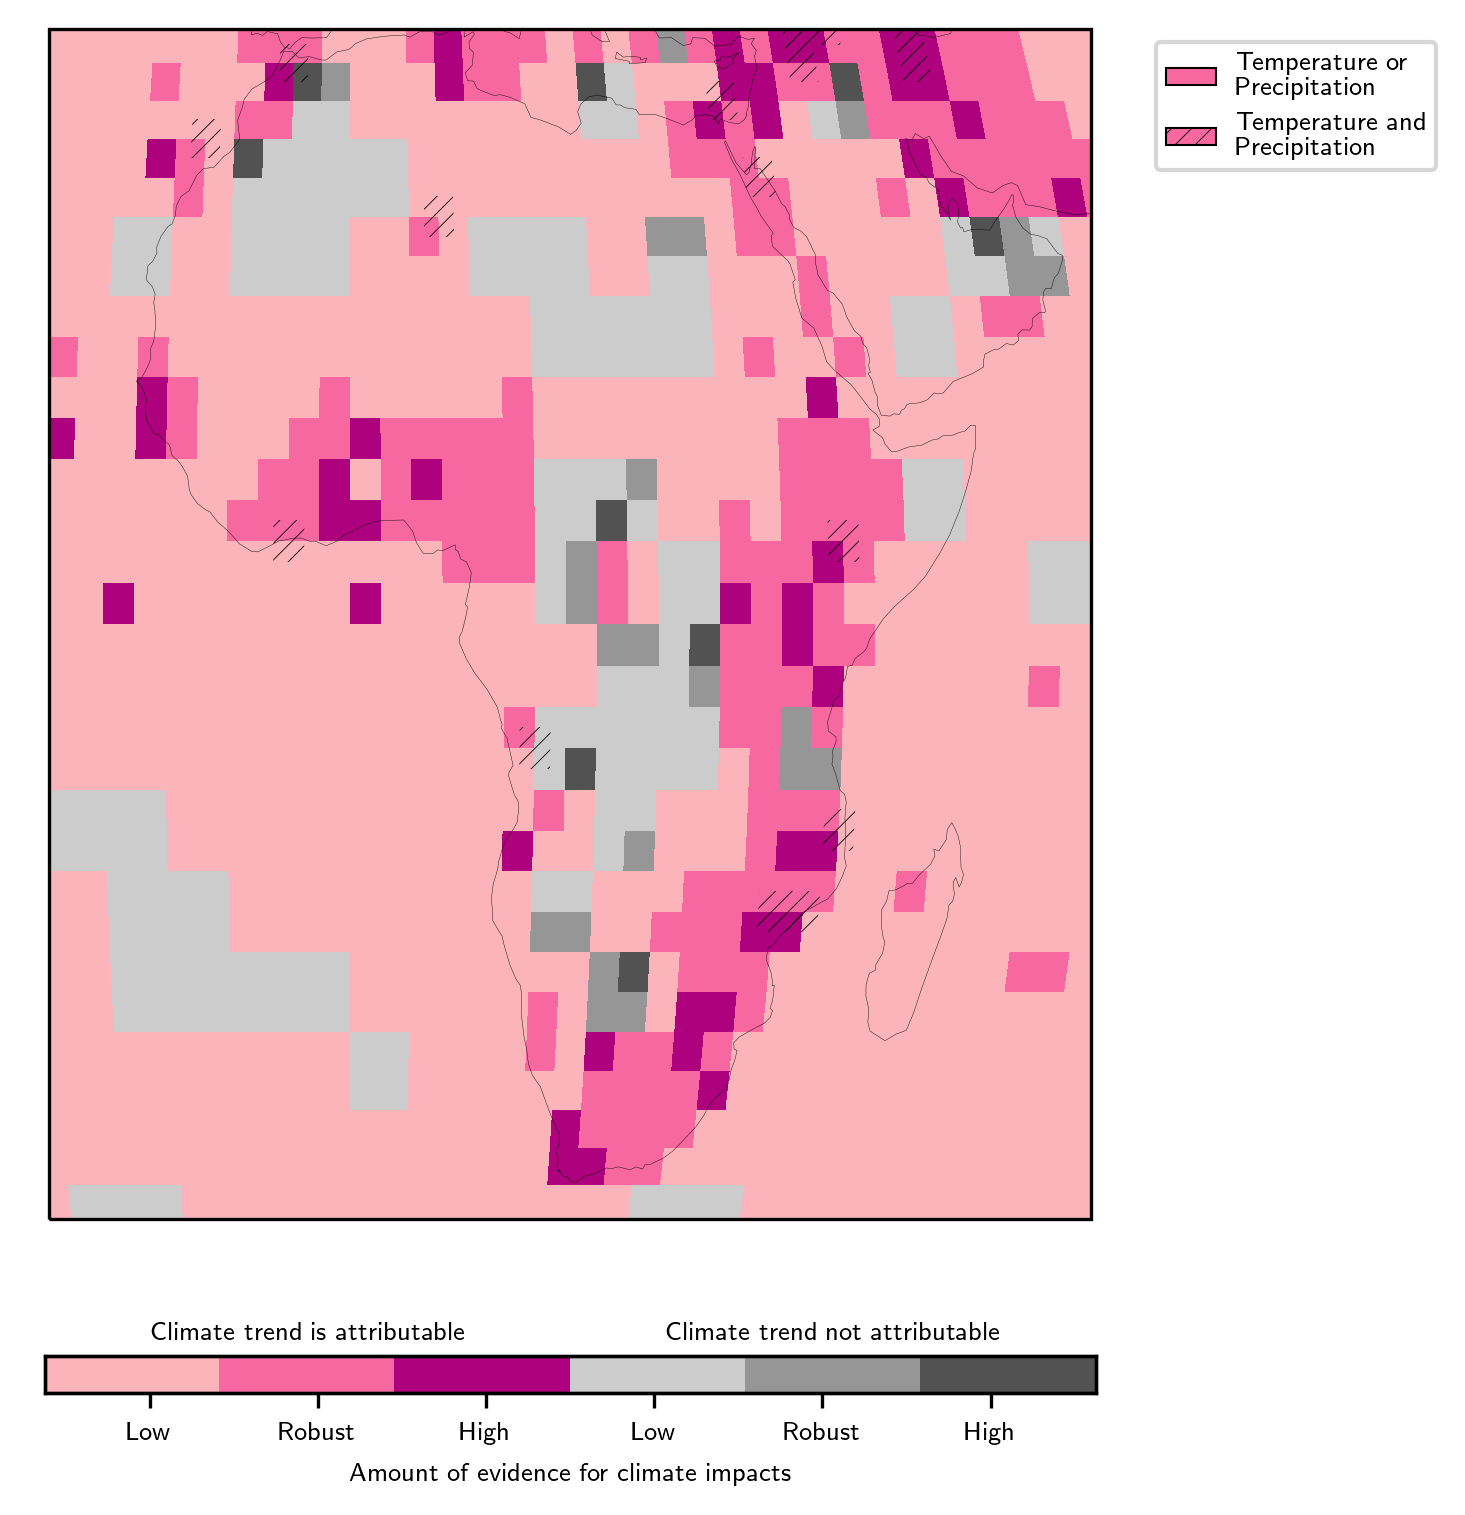 Temperature or
Precipitation
Temperature and
Precipitation
Climate trend is attributable
Climate trend not attributable
Low
Robust
High
Low
Robust
High
Amount of evidence for climate impacts